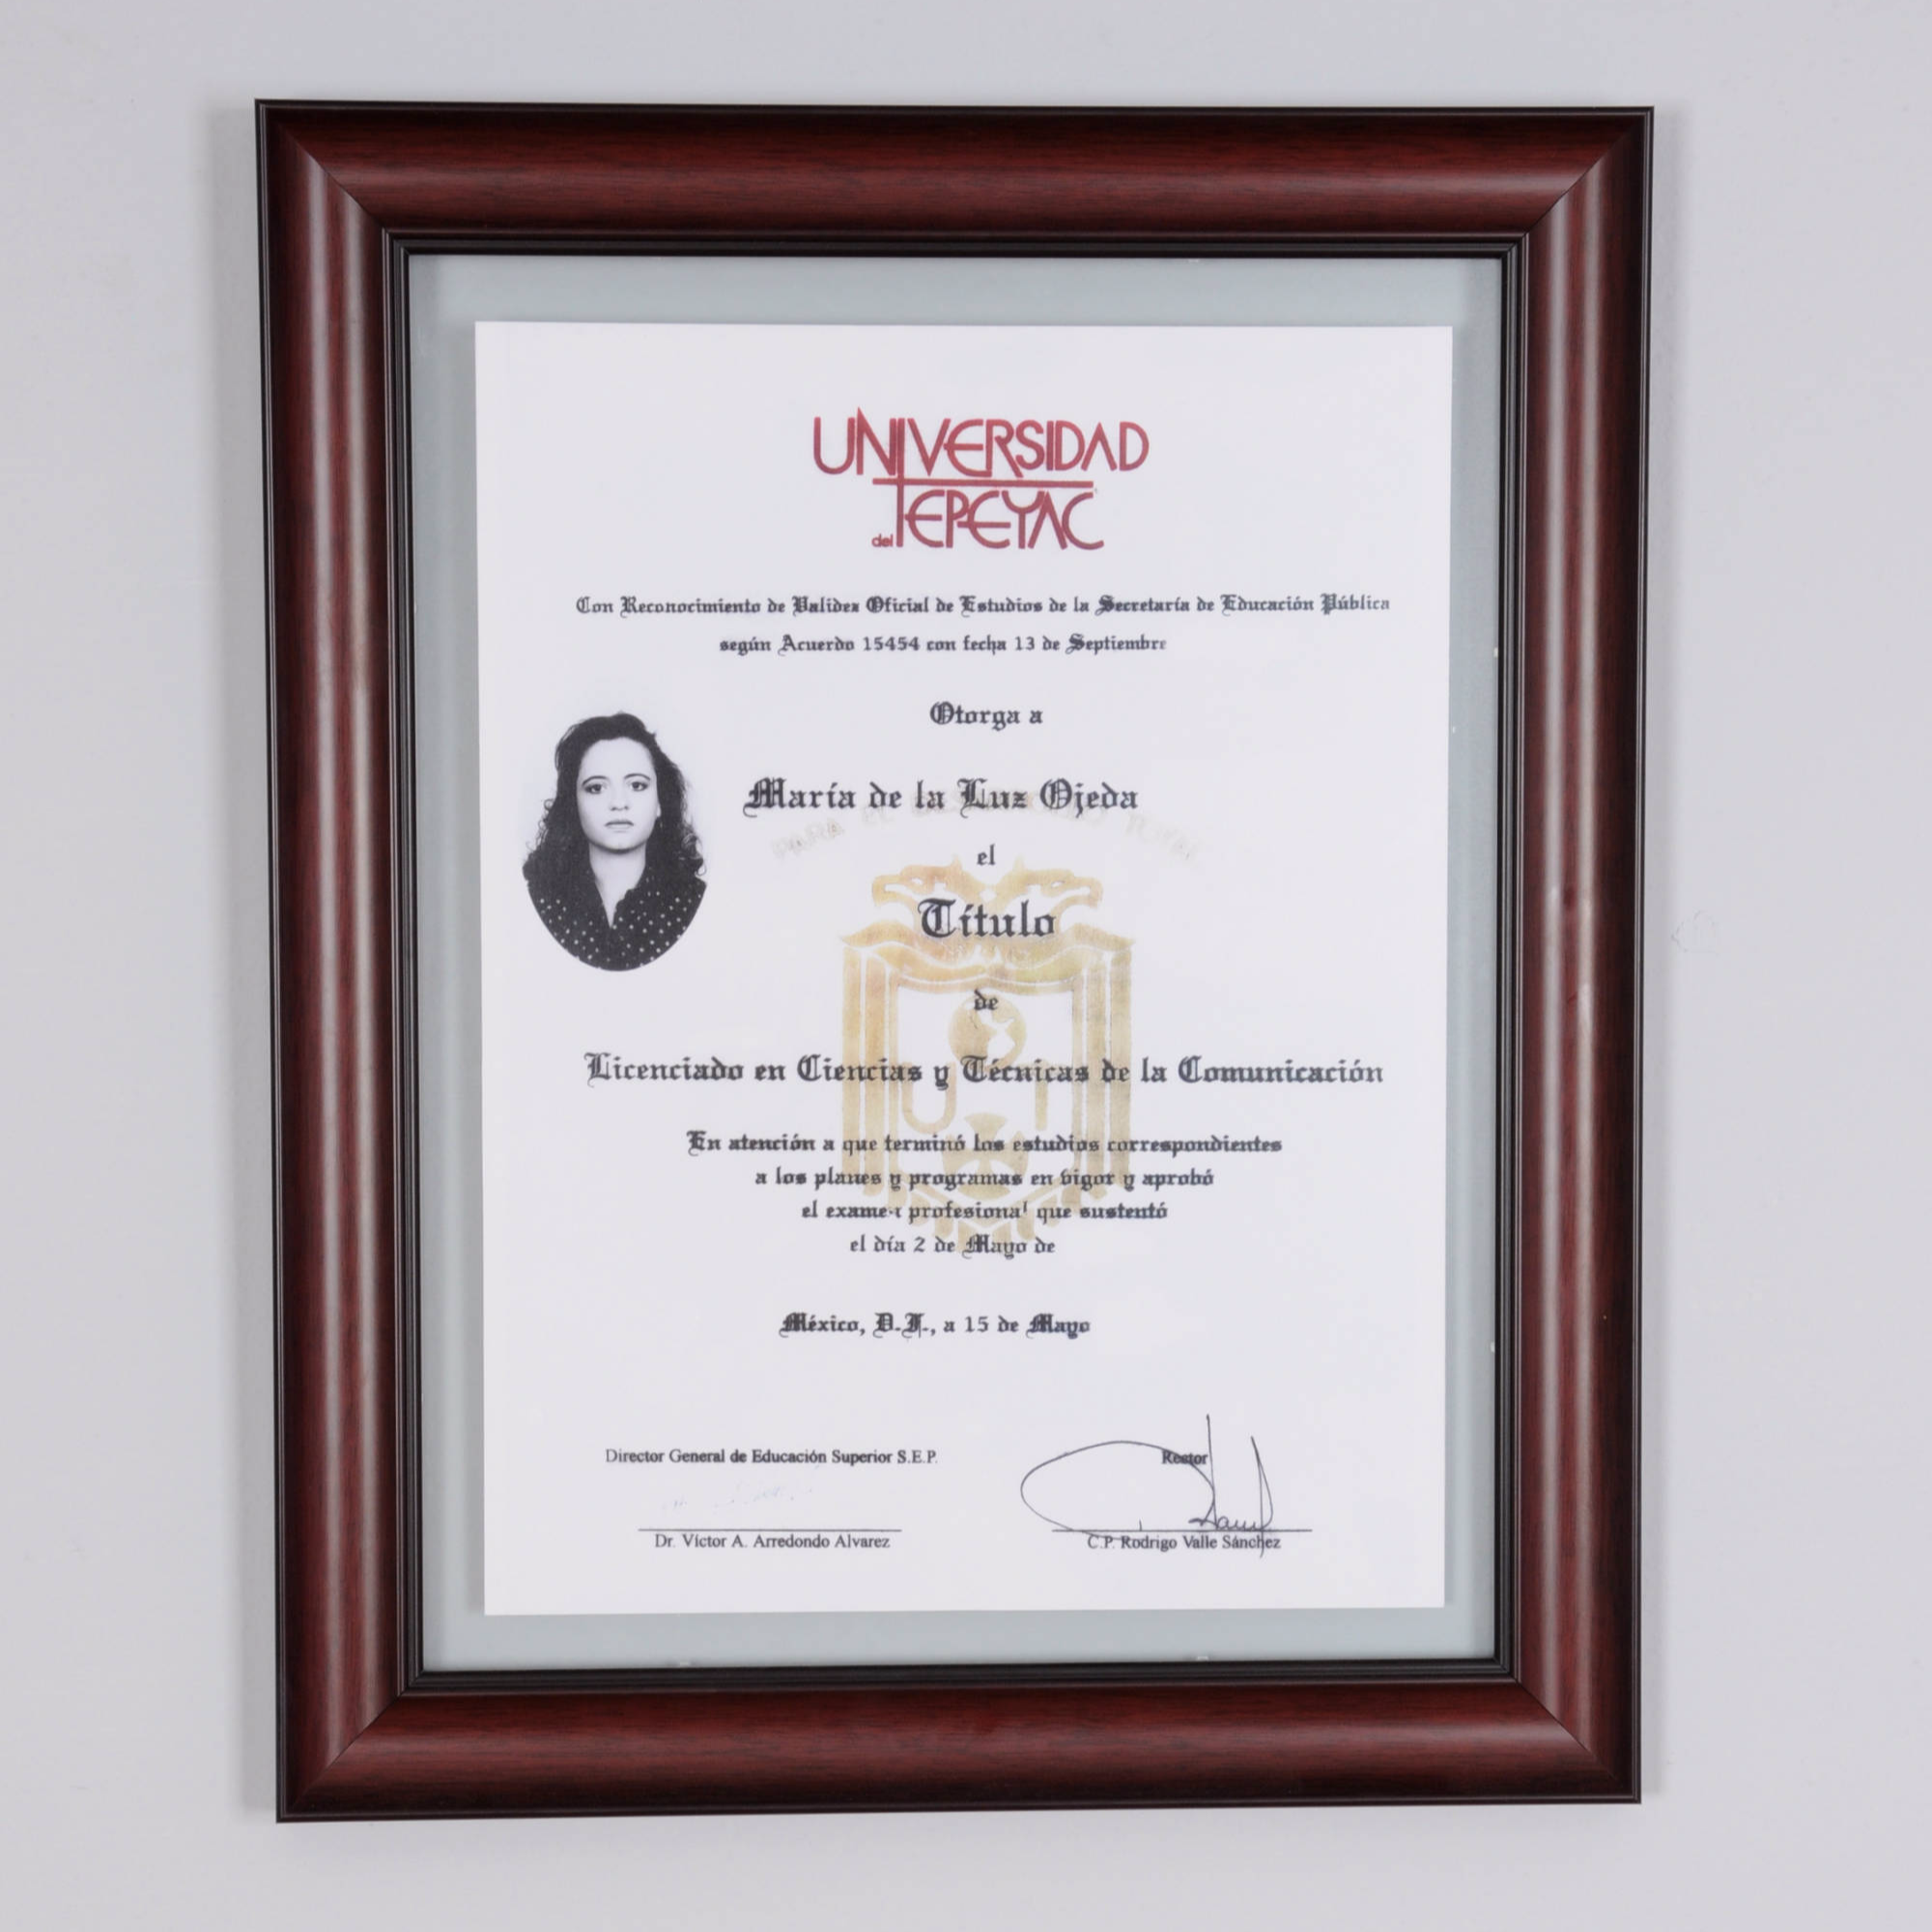 UNIVERSIDAD
del TEPEYAC
Con Reconocimiento de Validez Oficial de Estudios de la Secretaría de Educación Pública
según Acuerdo 15454 con fecha 13 de Septiembre
Otorga a
María de la Luz Ojeda
PARA EL
el
Título
de
Licenciado en Ciencias y Técnicas de la Comunicación
U T
En atención a que terminó los estudios correspondientes
a los planes y programas en vigor y aprobó
el examen profesional que sustentó
el día 2 de Mayo de
México, D.F., a 15 de Mayo
Director General de Educación Superior S.E.P.
Rector
Dr. Víctor A. Arredondo Alvarez
C.P. Rodrigo Valle Sánchez